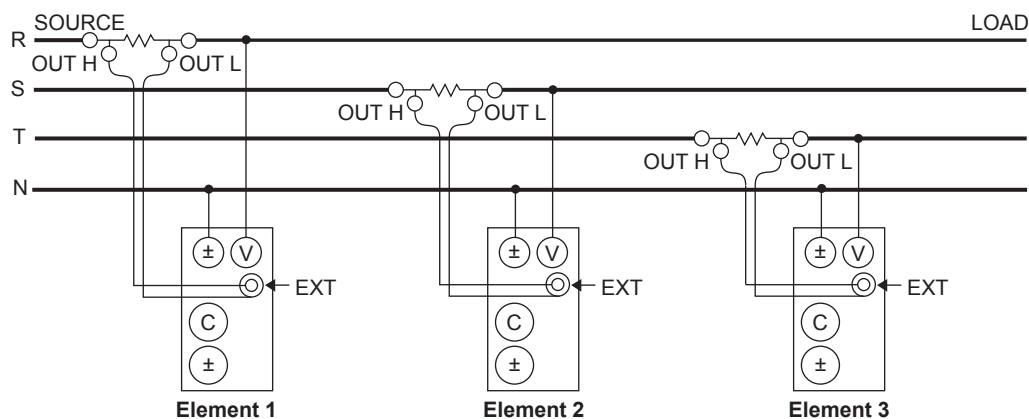 SOURCE LOAD
R
OUT H OUT L
S
OUT H OUT L
T
OUT H OUT L
N
± V ± V ± V
EXT EXT EXT
C C C
± ± ±
Element 1 Element 2 Element 3